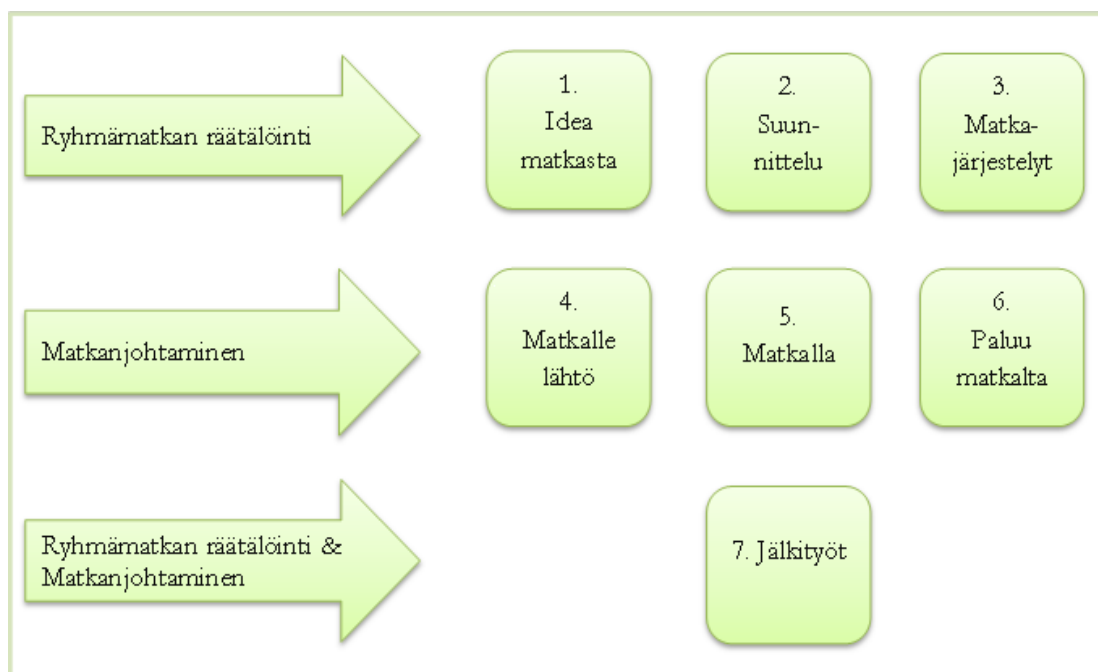 Ryhmämatkan räätälöinti
1.
Idea
matkasta
2.
Suun-
nittelu
3.
Matka-
järjestelyt
Matkanjohtaminen
4.
Matkalle
lähtö
5.
Matkalla
6.
Paluu
matkalta
Ryhmämatkan räätälöinti &
Matkanjohtaminen
7. Jälkityöt